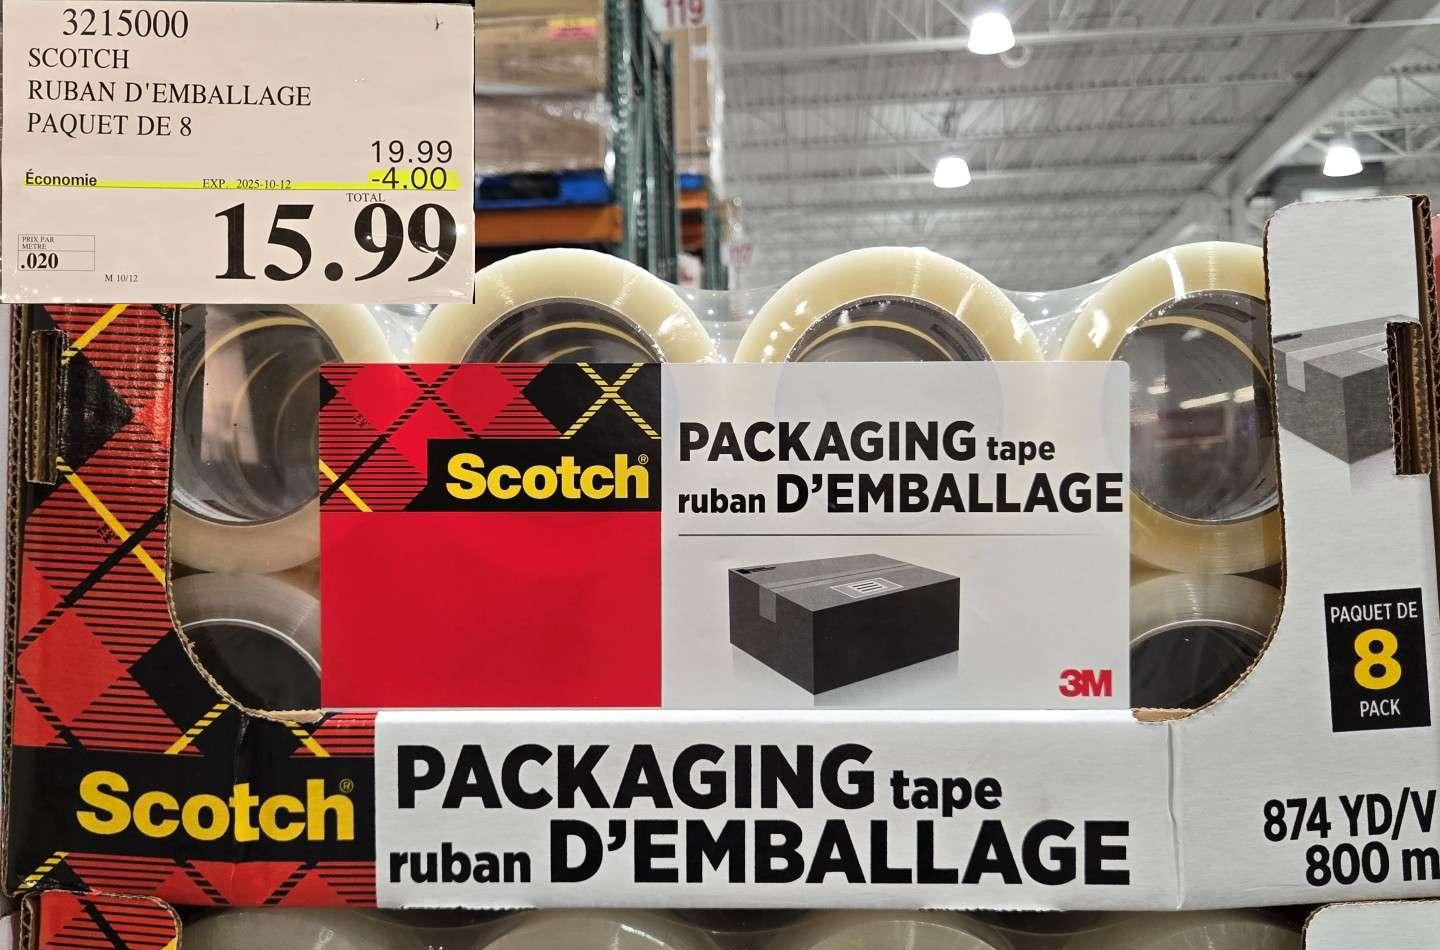 119
3215000
SCOTCH
RUBAN D'EMBALLAGE
PAQUET DE 8
19.99
Économie EXP. 2025-10-12 -4.00
TOTAL
15.99
PRIX PAR
METRE
.020
M 10/12
Scotch®
PACKAGING tape
ruban D'EMBALLAGE
3M
PAQUET DE
8
PACK
Scotch®
PACKAGING tape
ruban D'EMBALLAGE
874 YD/V
800 m